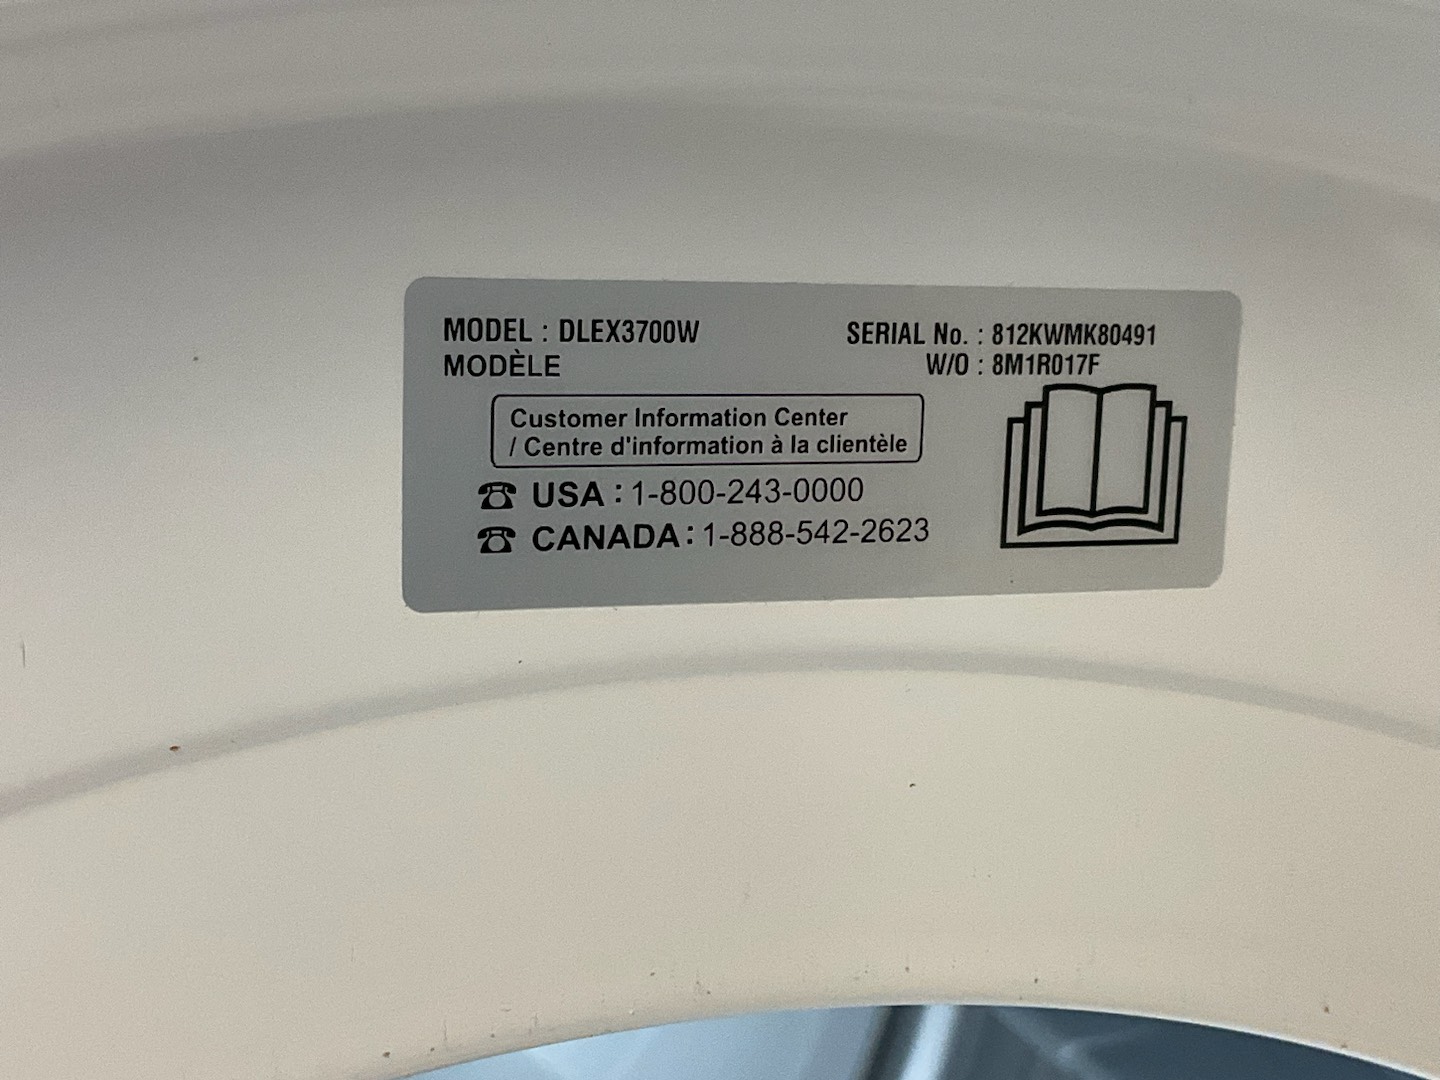 MODEL : DLEX3700W
MODÈLE
SERIAL No. : 812KWMK80491
W/O : 8M1R017F
Customer Information Center
/ Centre d'information à la clientèle
USA : 1-800-243-0000
CANADA : 1-888-542-2623